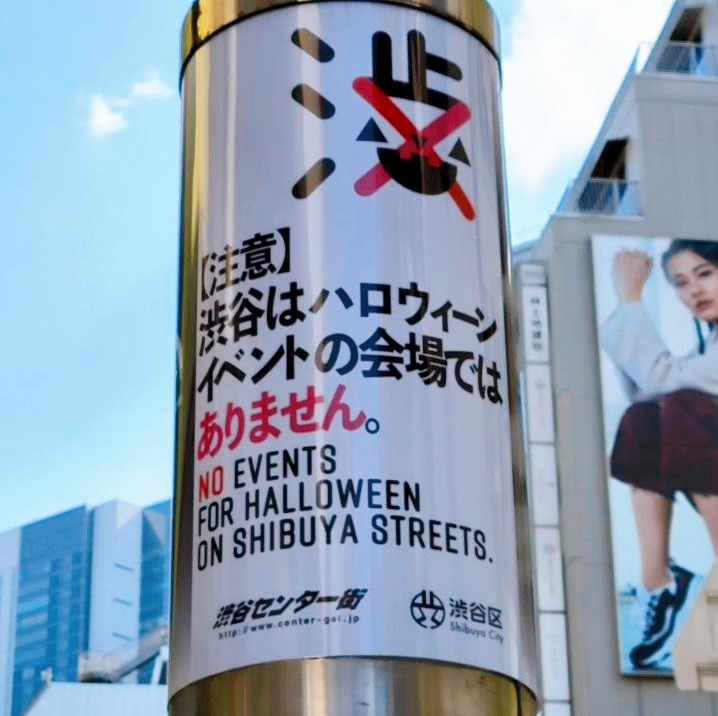 渋
【注意】
渋谷はハロウィーン
イベントの会場では
ありません。
NO EVENTS
FOR HALLOWEEN
ON SHIBUYA STREETS.
渋谷センター街
http://www.center-gai.jp
渋谷区
Shibuya City